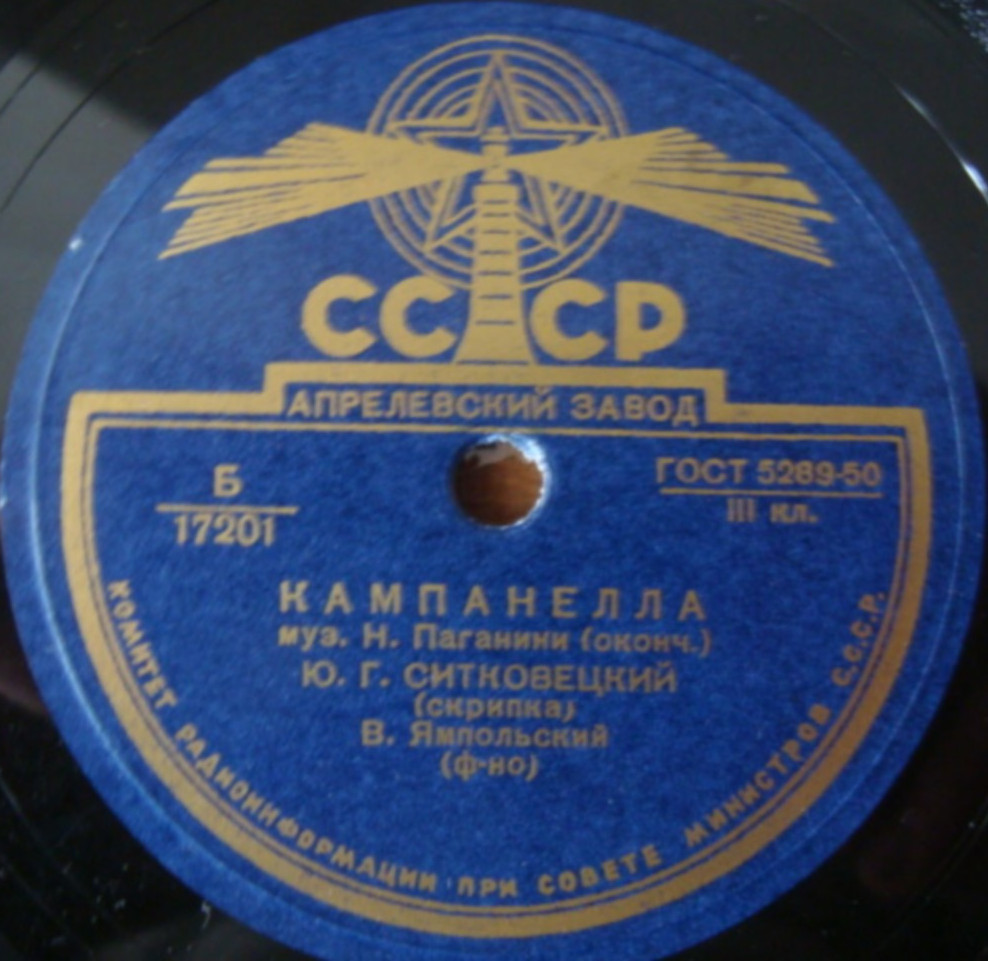 СССР
АПРЕЛЕВСКИЙ ЗАВОД
Б
17201
ГОСТ 5289-50
III кл.
КАМПАНЕЛЛА
муз. Н. Паганини (оконч.)
Ю. Г. СИТКОВЕЦКИЙ
(скрипка)
В. Ямпольский
(ф-но)
КОМИТЕТ РАДИОИНФОРМАЦИИ ПРИ СОВЕТЕ МИНИСТРОВ С.С.С.Р.